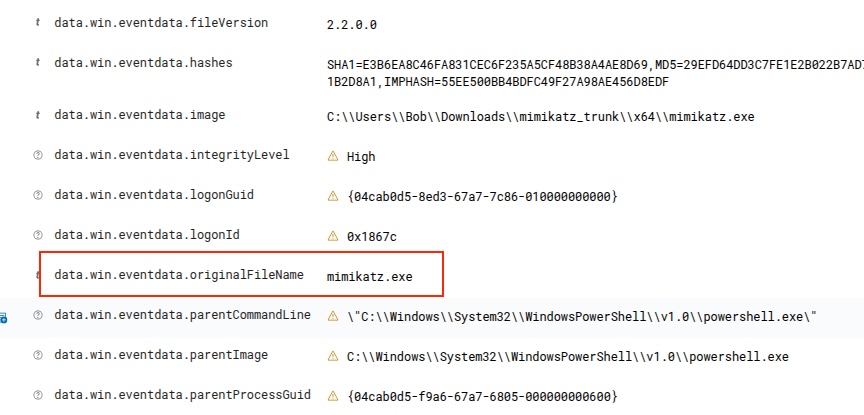 t data.win.eventdata.fileVersion 2.2.0.0
t data.win.eventdata.hashes SHA1=E3B6EA8C46FA831CEC6F235A5CF48B38A4AE8D69,MD5=29EFD64DD3C7FE1E2B022B7AD7
1B2D8A1,IMPHASH=55EE500BB4BDFC49F27A98AE456D8EDF
t data.win.eventdata.image C:\\Users\\Bob\\Downloads\\mimikatz_trunk\\x64\\mimikatz.exe
data.win.eventdata.integrityLevel High
data.win.eventdata.logonGuid {04cab0d5-8ed3-67a7-7c86-010000000000}
data.win.eventdata.logonId 0x1867c
t data.win.eventdata.originalFileName mimikatz.exe
data.win.eventdata.parentCommandLine \"C:\\Windows\\System32\\WindowsPowerShell\\v1.0\\powershell.exe\"
data.win.eventdata.parentImage C:\\Windows\\System32\\WindowsPowerShell\\v1.0\\powershell.exe
data.win.eventdata.parentProcessGuid {04cab0d5-f9a6-67a7-6805-000000000600}